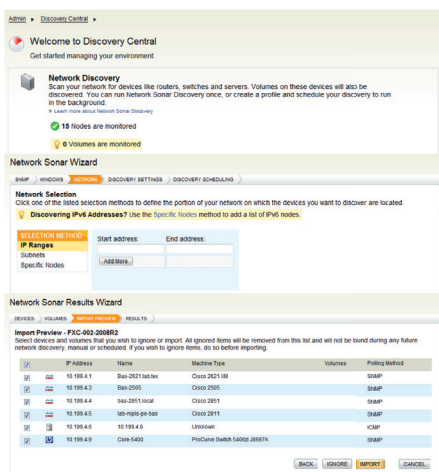 Admin ▸ Discovery Central ▸
Welcome to Discovery Central
Get started managing your environment.
Network Discovery
Scan your network for devices like routers, switches and servers. Volumes on these devices will also be
discovered. You can run Network Sonar Discovery once, or create a profile and schedule your discovery to run
in the background.
» Learn more about Network Sonar Discovery
15 Nodes are monitored
0 Volumes are monitored
Network Sonar Wizard
SNMP WINDOWS NETWORK DISCOVERY SETTINGS DISCOVERY SCHEDULING
Network Selection
Click one of the listed selection methods to define the portion of your network on which the devices you want to discover are located.
Discovering IPv6 Addresses? Use the Specific Nodes method to add a list of IPv6 nodes.
SELECTION METHOD
IP Ranges
Subnets
Specific Nodes
Start address: End address:
Add More
Network Sonar Results Wizard
DEVICES VOLUMES IMPORT PREVIEW RESULTS
Import Preview - FXC-002-2008R2
Select devices and volumes that you wish to ignore or import. All ignored items will be removed from this list and will not be found during any future
network discovery, manual or scheduled. If you wish to ignore items, do so before importing.
IP Address Name Machine Type Volumes Polling Method
10.199.4.1 Bas-2621.lab.tex Cisco 2621XM SNMP
10.199.4.3 Bas-2505 Cisco 2505 SNMP
10.199.4.4 bas-2851.local Cisco 2851 SNMP
10.199.4.5 lab-mpls-pe-bas Cisco 2811 SNMP
10.199.4.6 10.199.4.6 Unknown ICMP
10.199.4.9 Core-5400 ProCurve Switch 5406zl J8697A SNMP
BACK IGNORE IMPORT CANCEL